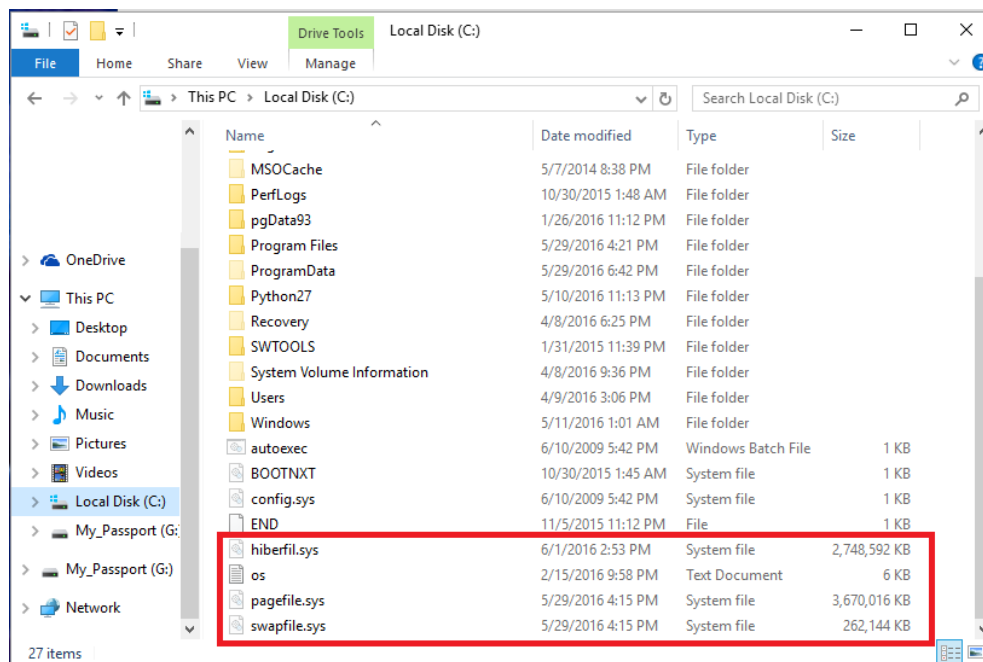 Drive Tools Local Disk (C:)
File Home Share View Manage
This PC Local Disk (C:) Search Local Disk (C:)
Name Date modified Type Size
MSOCache 5/7/2014 8:38 PM File folder
PerfLogs 10/30/2015 1:48 AM File folder
pgData93 1/26/2016 11:12 PM File folder
Program Files 5/29/2016 4:21 PM File folder
OneDrive
ProgramData 5/29/2016 6:42 PM File folder
This PC
Python27 5/10/2016 11:13 PM File folder
Desktop
Recovery 4/8/2016 6:25 PM File folder
SWTOOLS 1/31/2015 11:39 PM File folder
Documents
System Volume Information 4/8/2016 9:36 PM File folder
Downloads
Users 4/9/2016 3:06 PM File folder
Music
Windows 5/11/2016 1:01 AM File folder
Pictures
autoexec 6/10/2009 5:42 PM Windows Batch File 1 KB
Videos
BOOTNXT 10/30/2015 1:45 AM System file 1 KB
Local Disk (C:)
config.sys 6/10/2009 5:42 PM System file 1 KB
My_Passport (G:
END 11/5/2015 11:12 PM File 1 KB
hiberfil.sys 6/1/2016 2:53 PM System file 2,748,592 KB
My_Passport (G:)
os 2/15/2016 9:58 PM Text Document 6 KB
Network
pagefile.sys 5/29/2016 4:15 PM System file 3,670,016 KB
swapfile.sys 5/29/2016 4:15 PM System file 262,144 KB
27 items